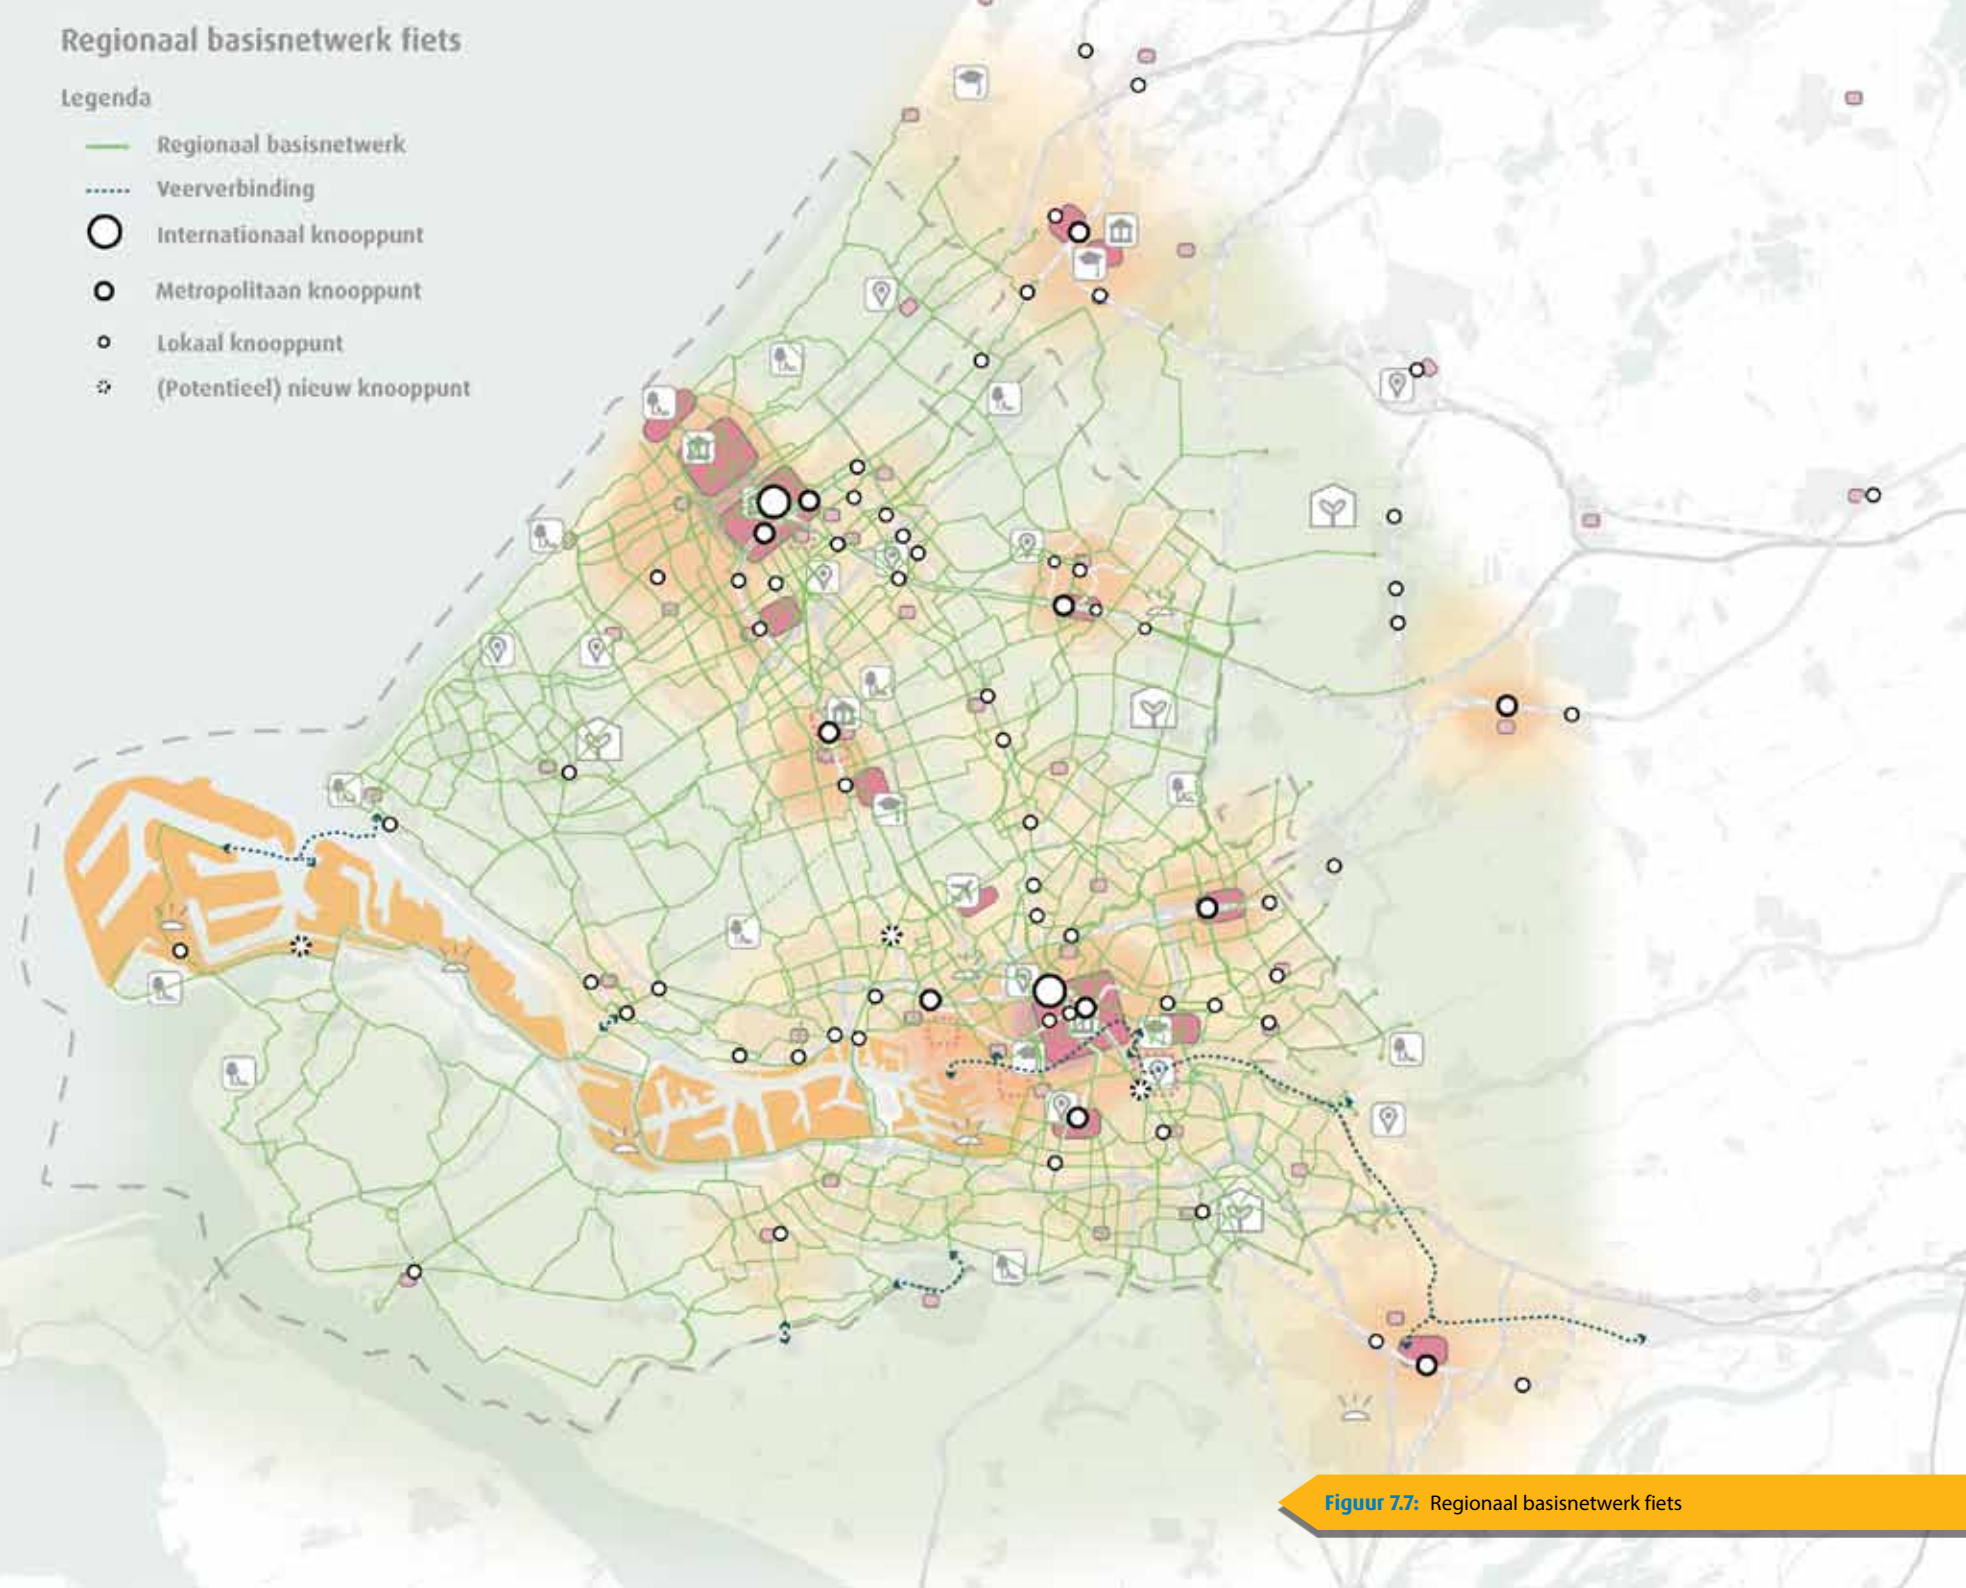 Regionaal basisnetwerk fiets
Legenda
Regionaal basisnetwerk
Veerverbinding
Internationaal knooppunt
Metropolitaan knooppunt
Lokaal knooppunt
(Potentieel) nieuw knooppunt
Figuur 7.7: Regionaal basisnetwerk fiets